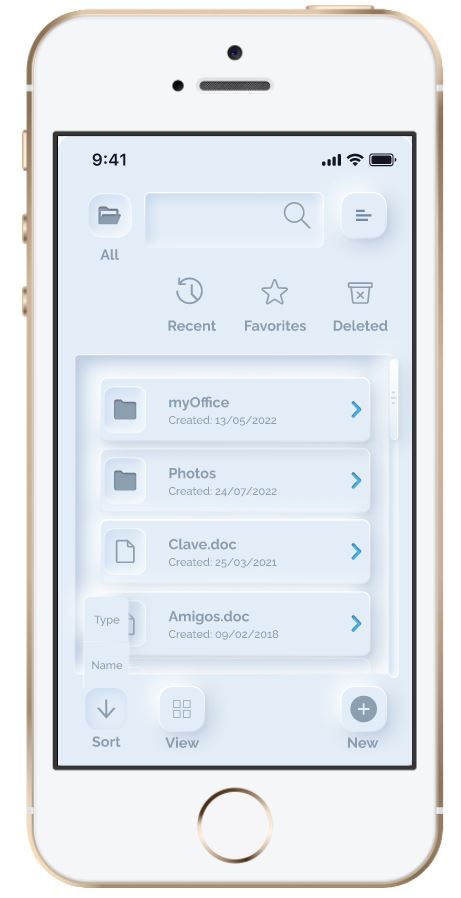 9:41
All
Recent Favorites Deleted
myOffice
Created: 13/05/2022
Photos
Created: 24/07/2022
Clave.doc
Created: 25/03/2021
Amigos.doc
Created: 09/02/2018
Type
Name
Sort View New